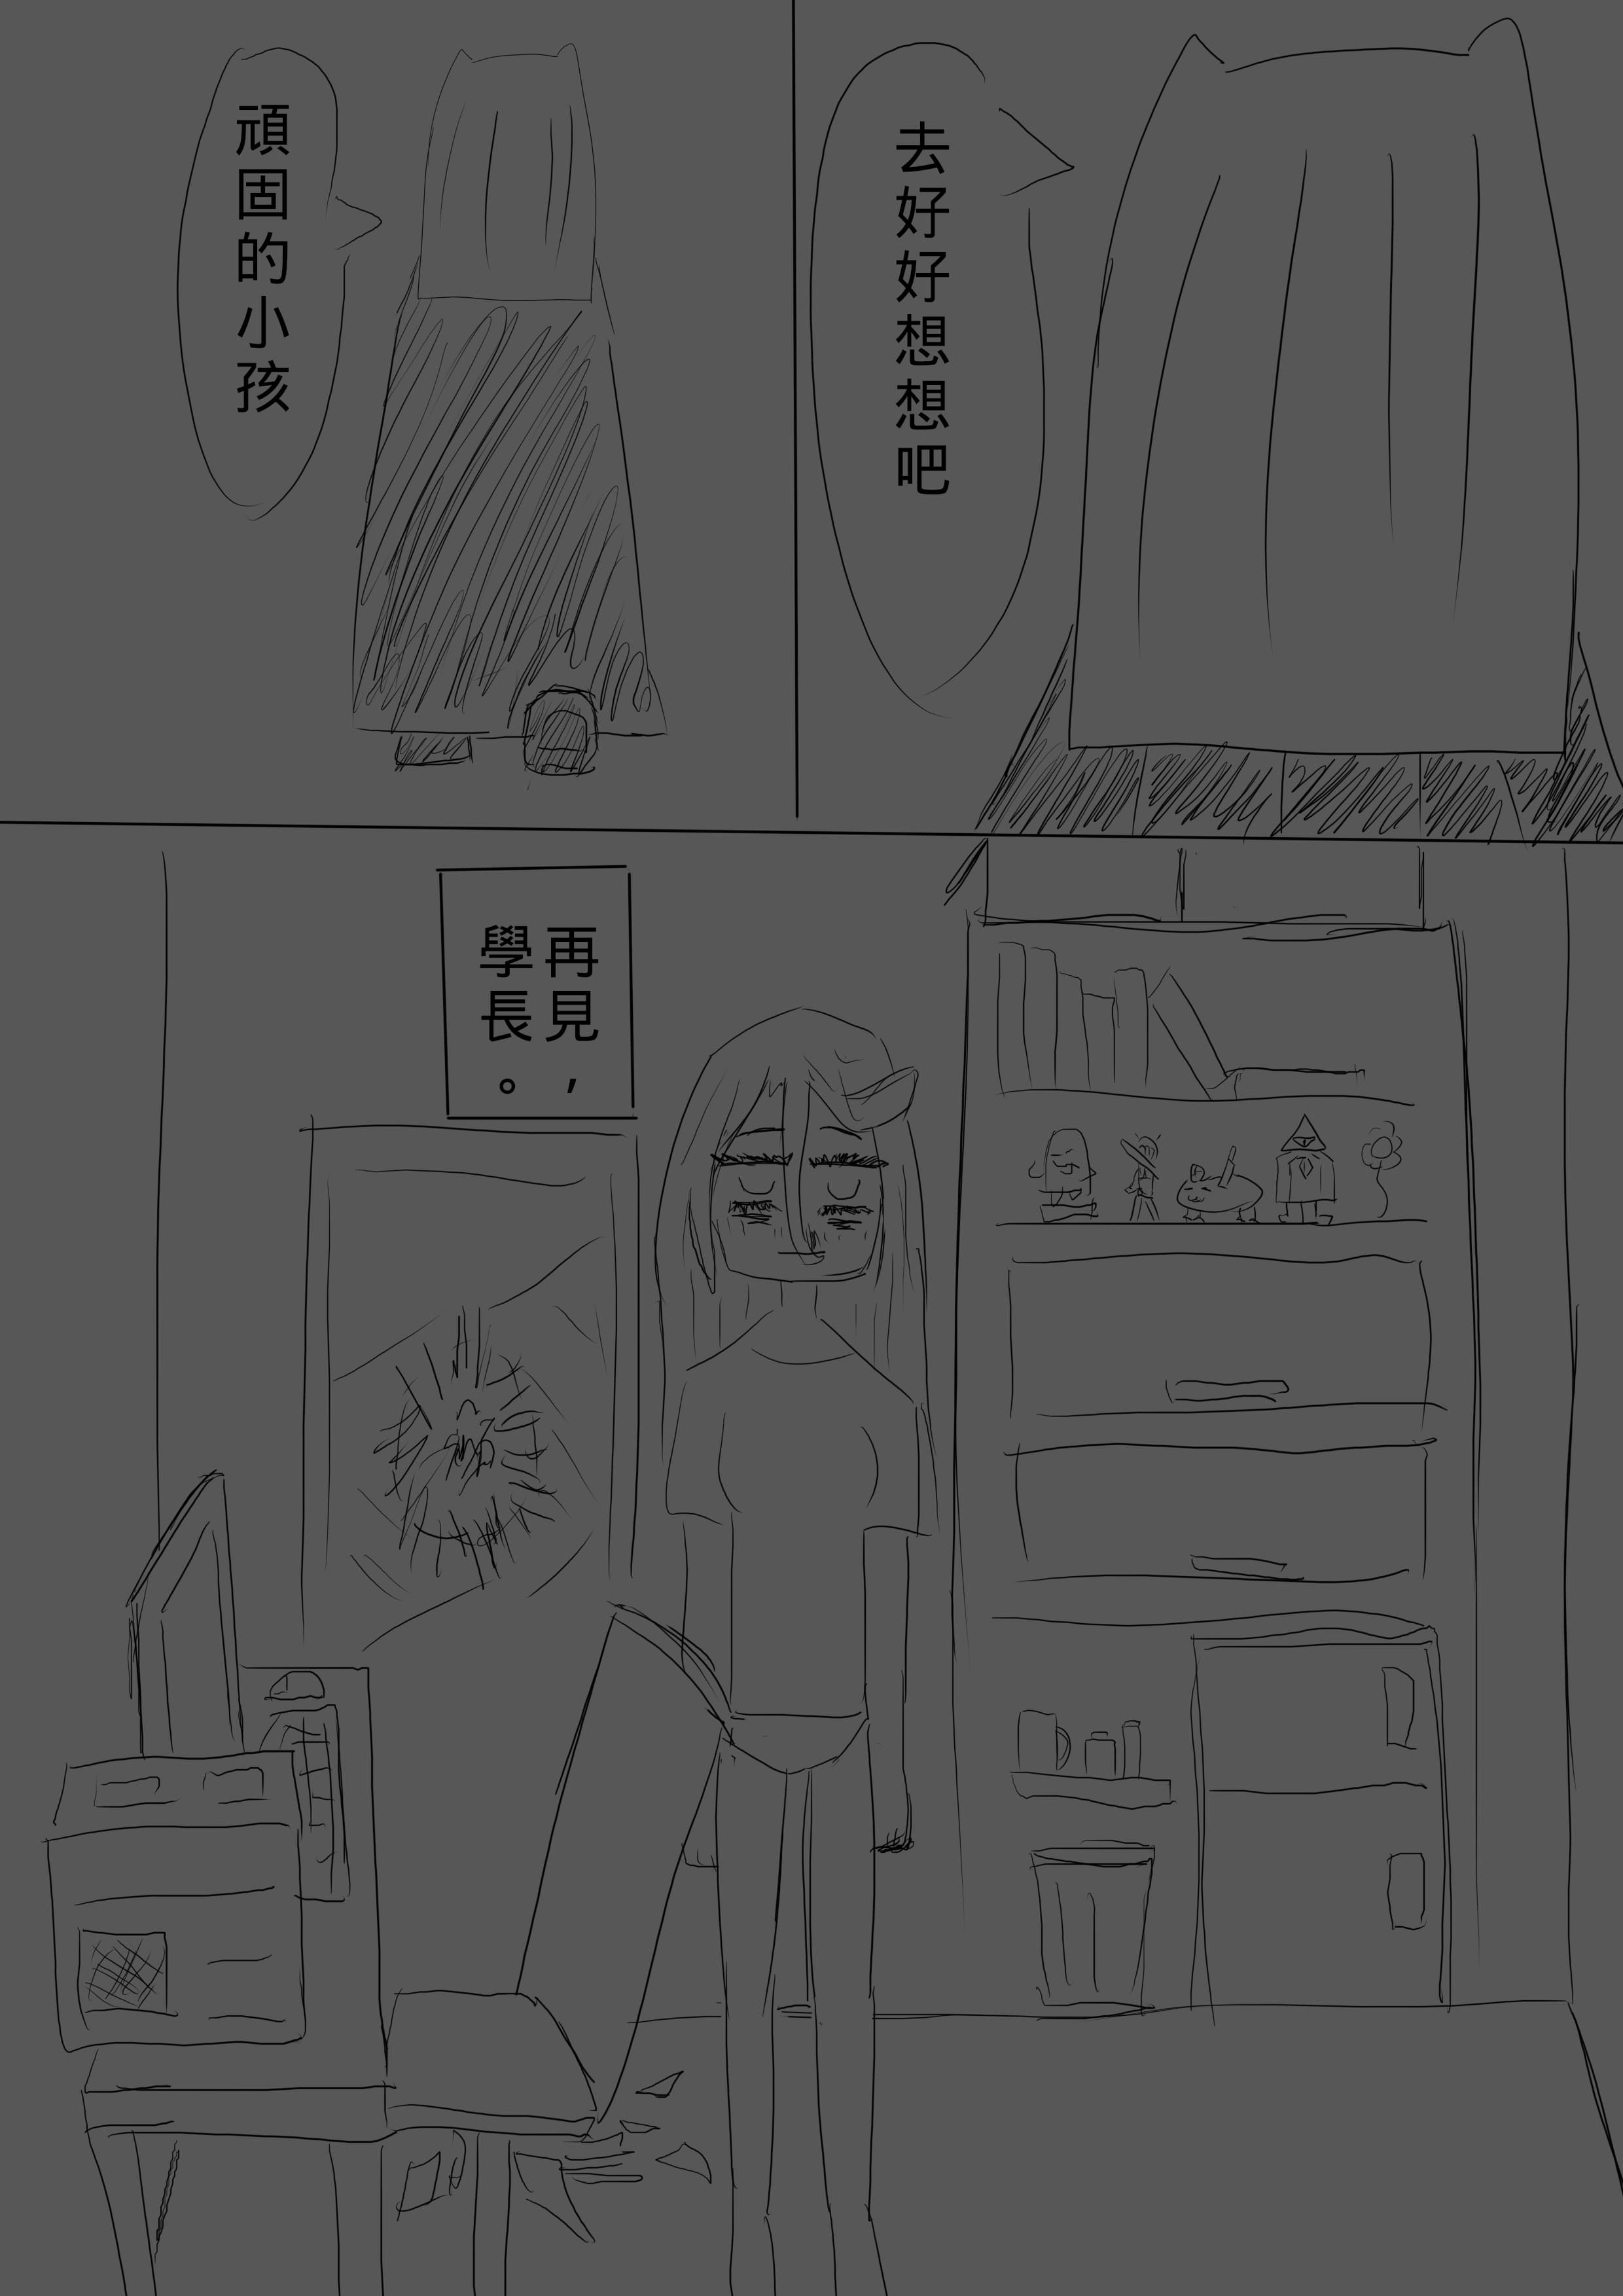 去好好想想吧
頑固的小孩
再見，
學長。